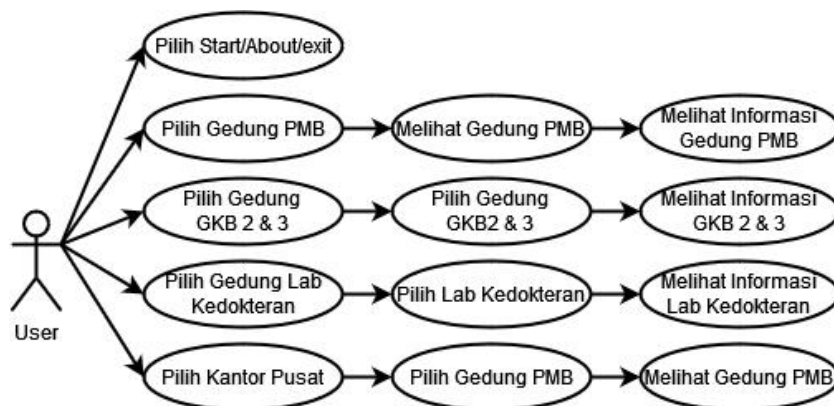 Pilih Start/About/exit
Pilih Gedung PMB
Melihat Gedung PMB
Melihat Informasi
Gedung PMB
Pilih Gedung
GKB 2 & 3
Pilih Gedung
GKB2 & 3
Melihat Informasi
GKB 2 & 3
Pilih Gedung Lab
Kedokteran
Pilih Lab Kedokteran
Melihat Informasi
Lab Kedokteran
User
Pilih Kantor Pusat
Pilih Gedung PMB
Melihat Gedung PMB